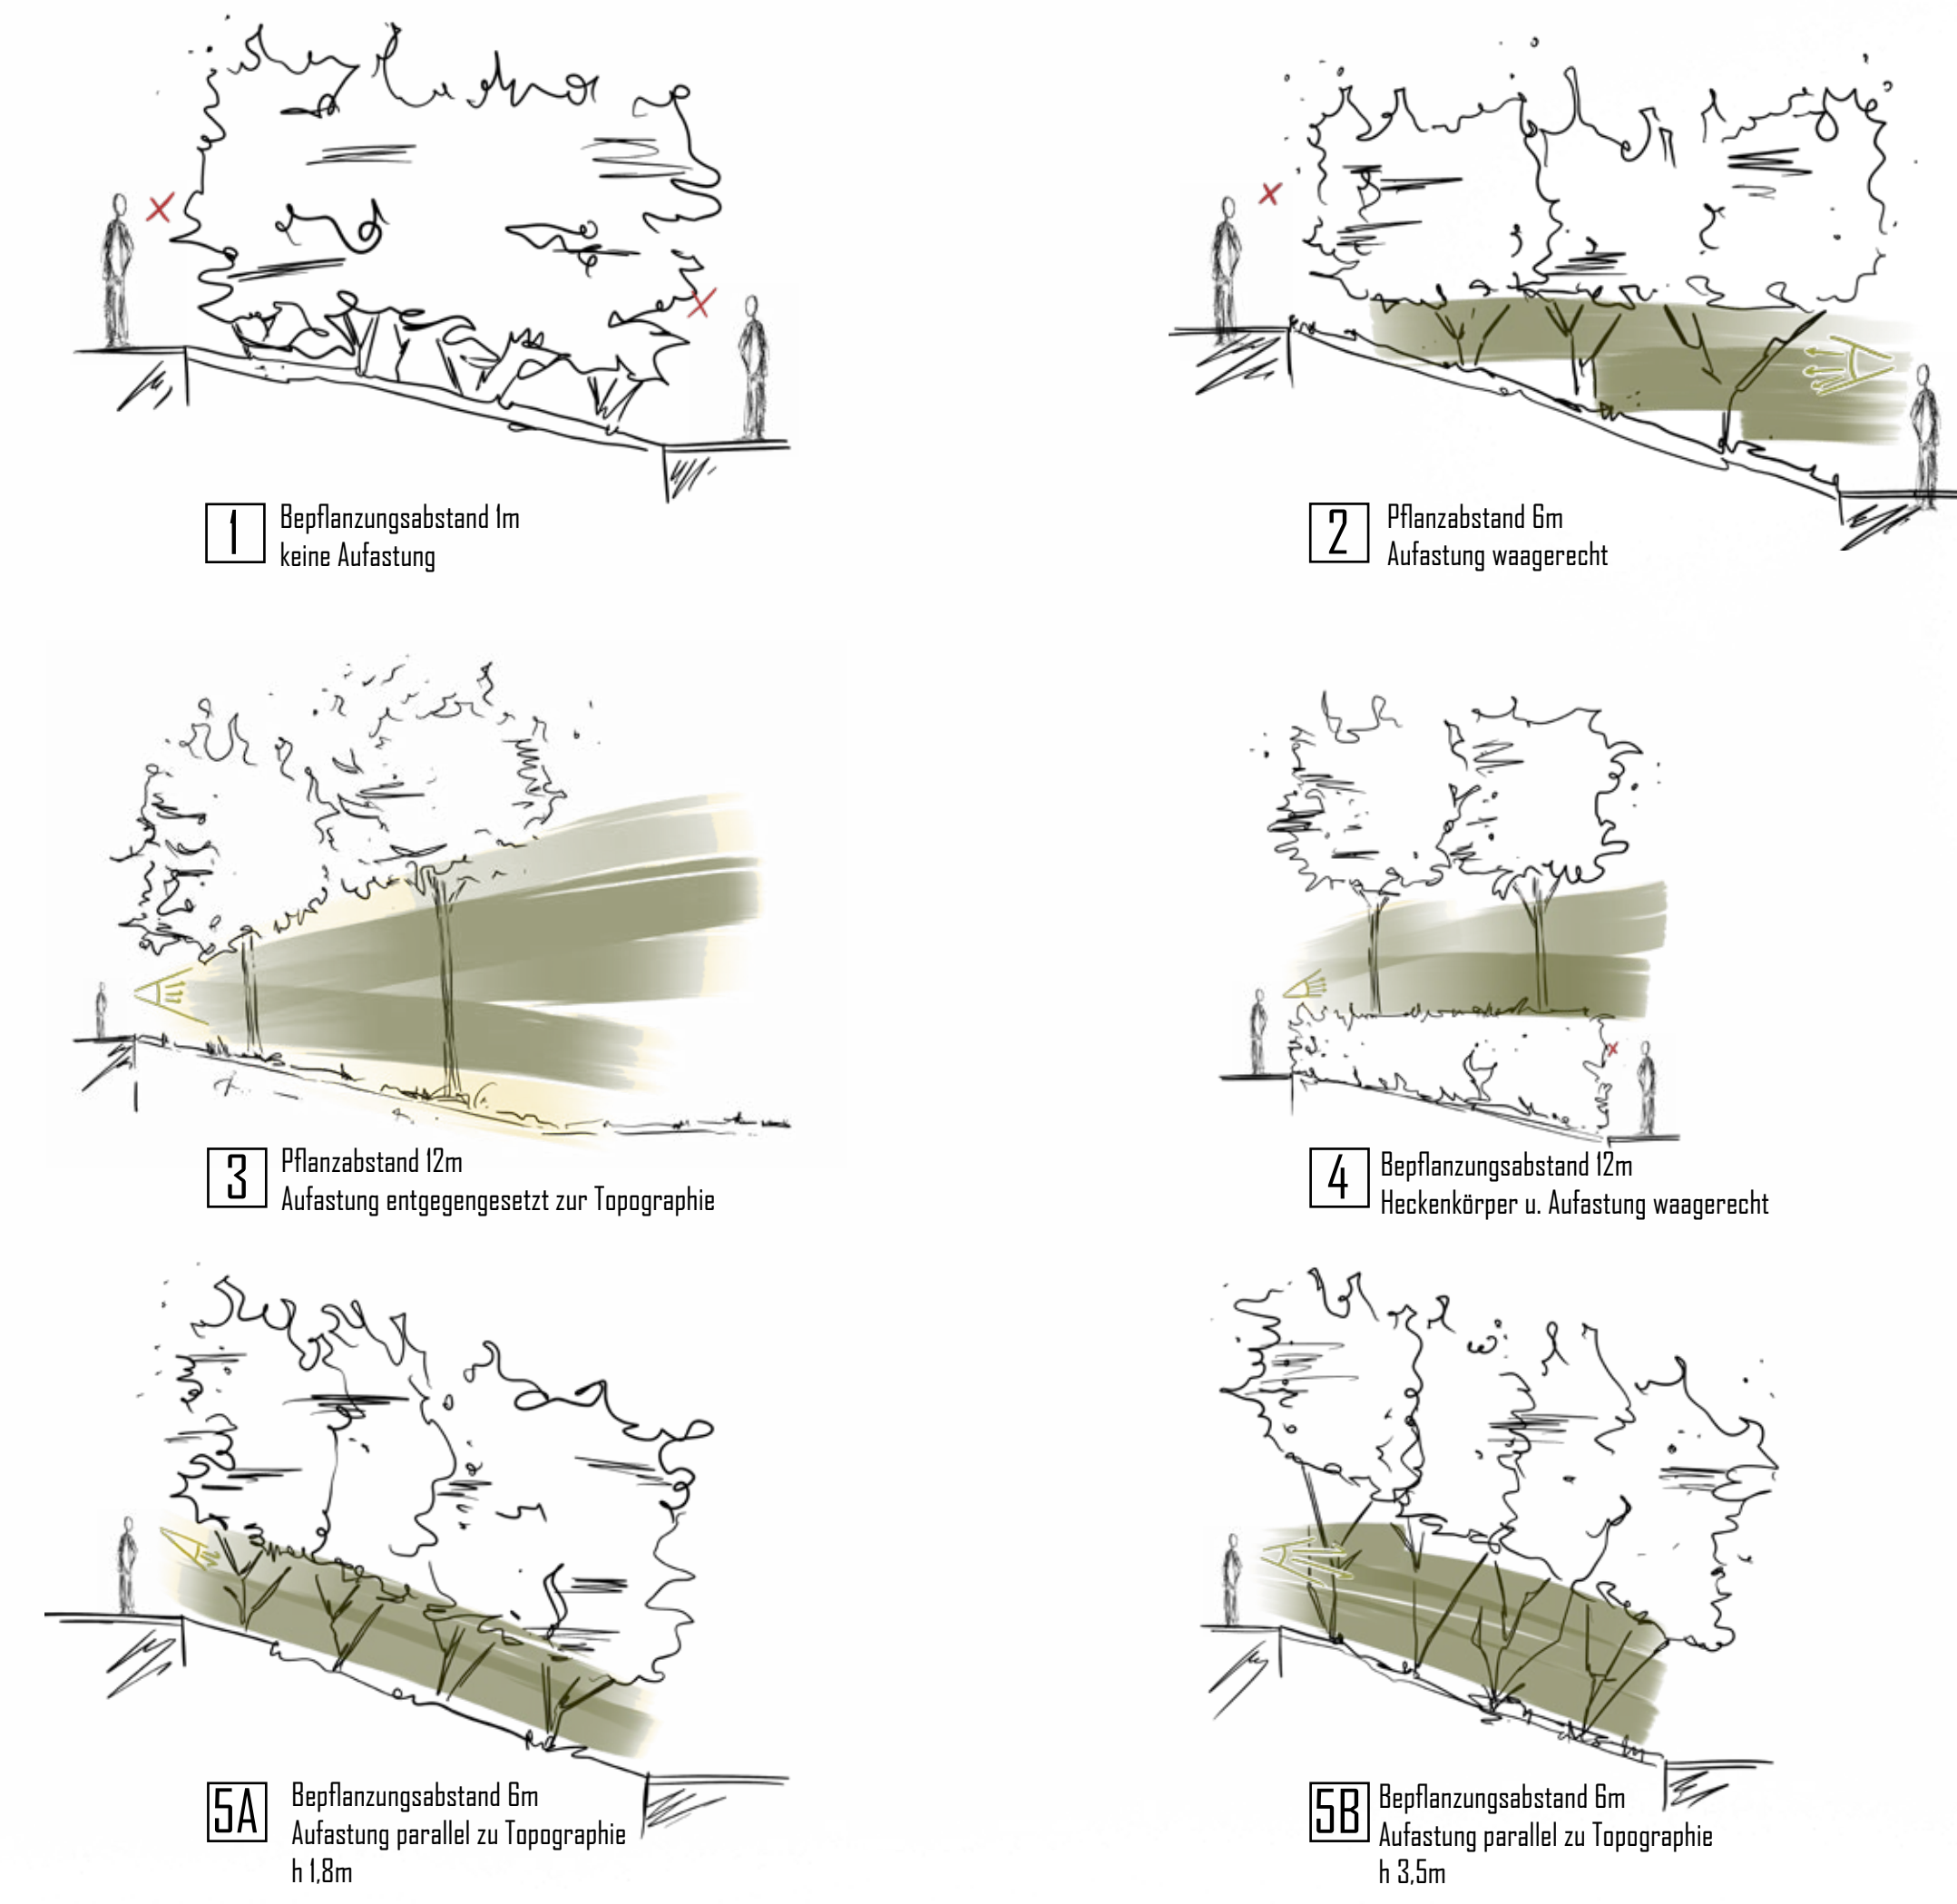 1
Bepflanzungsabstand 1m
keine Aufastung
2
Pflanzabstand 6m
Aufastung waagerecht
3
Pflanzabstand 12m
Aufastung entgegengesetzt zur Topographie
4
Bepflanzungsabstand 12m
Heckenkörper u. Aufastung waagerecht
5A
Bepflanzungsabstand 6m
Aufastung parallel zu Topographie
h 1,8m
5B
Bepflanzungsabstand 6m
Aufastung parallel zu Topographie
h 3,5m